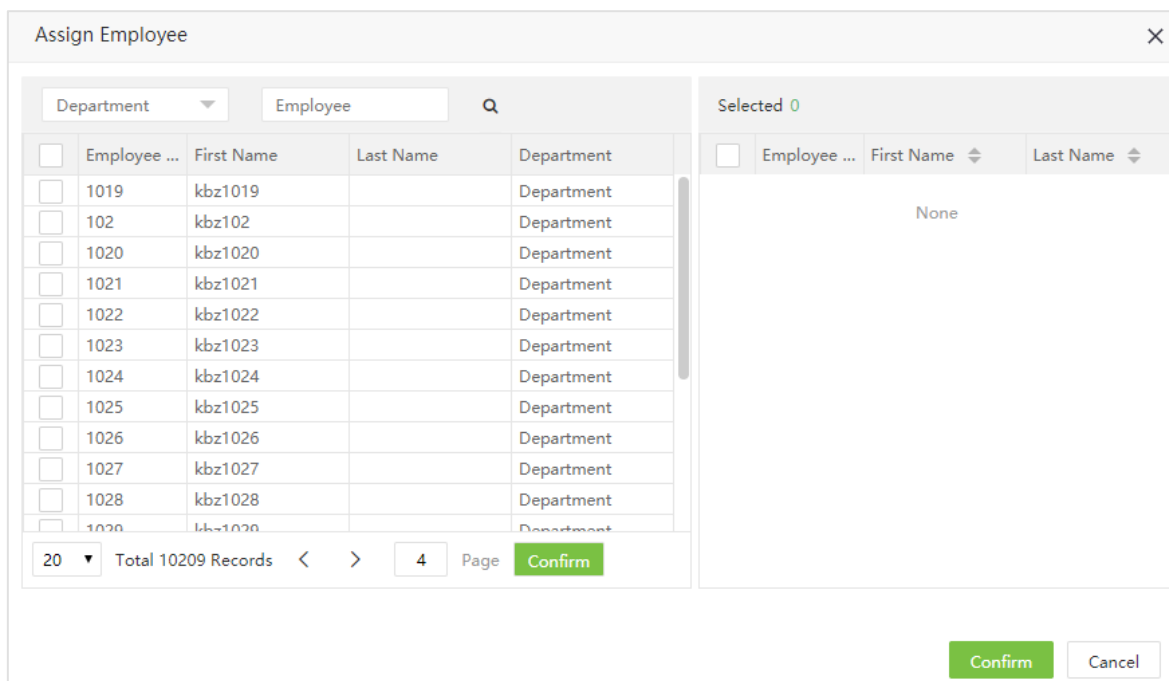 Assign Employee
Department Employee
Selected 0
Employee ... First Name Last Name Department
Employee ... First Name Last Name
1019 kbz1019 Department
102 kbz102 Department
1020 kbz1020 Department
1021 kbz1021 Department
1022 kbz1022 Department
1023 kbz1023 Department
1024 kbz1024 Department
1025 kbz1025 Department
1026 kbz1026 Department
1027 kbz1027 Department
1028 kbz1028 Department
1029 kbz1029 Department
None
20 Total 10209 Records < > 4 Page Confirm
Confirm Cancel